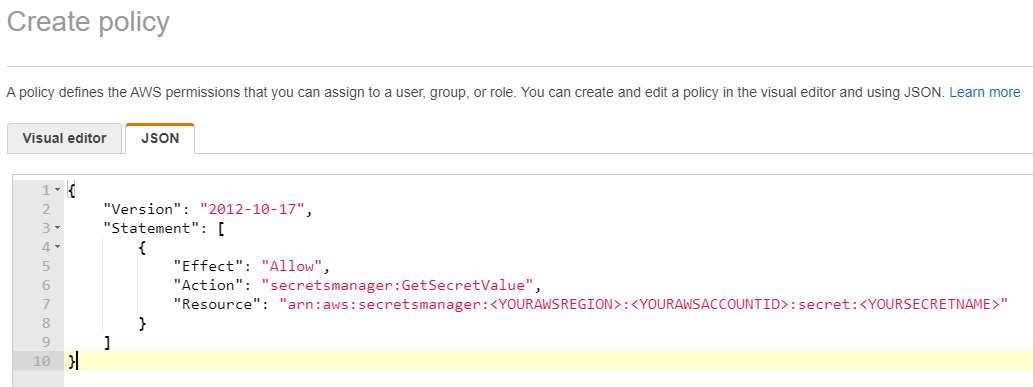 Create policy
A policy defines the AWS permissions that you can assign to a user, group, or role. You can create and edit a policy in the visual editor and using JSON. Learn more
Visual editor JSON
1 {
2 "Version": "2012-10-17",
3 "Statement": [
4 {
5 "Effect": "Allow",
6 "Action": "secretsmanager:GetSecretValue",
7 "Resource": "arn:aws:secretsmanager:<YOURAWSREGION>:<YOURAWSACCOUNTID>:secret:<YOURSECRETNAME>"
8 }
9 ]
10 }